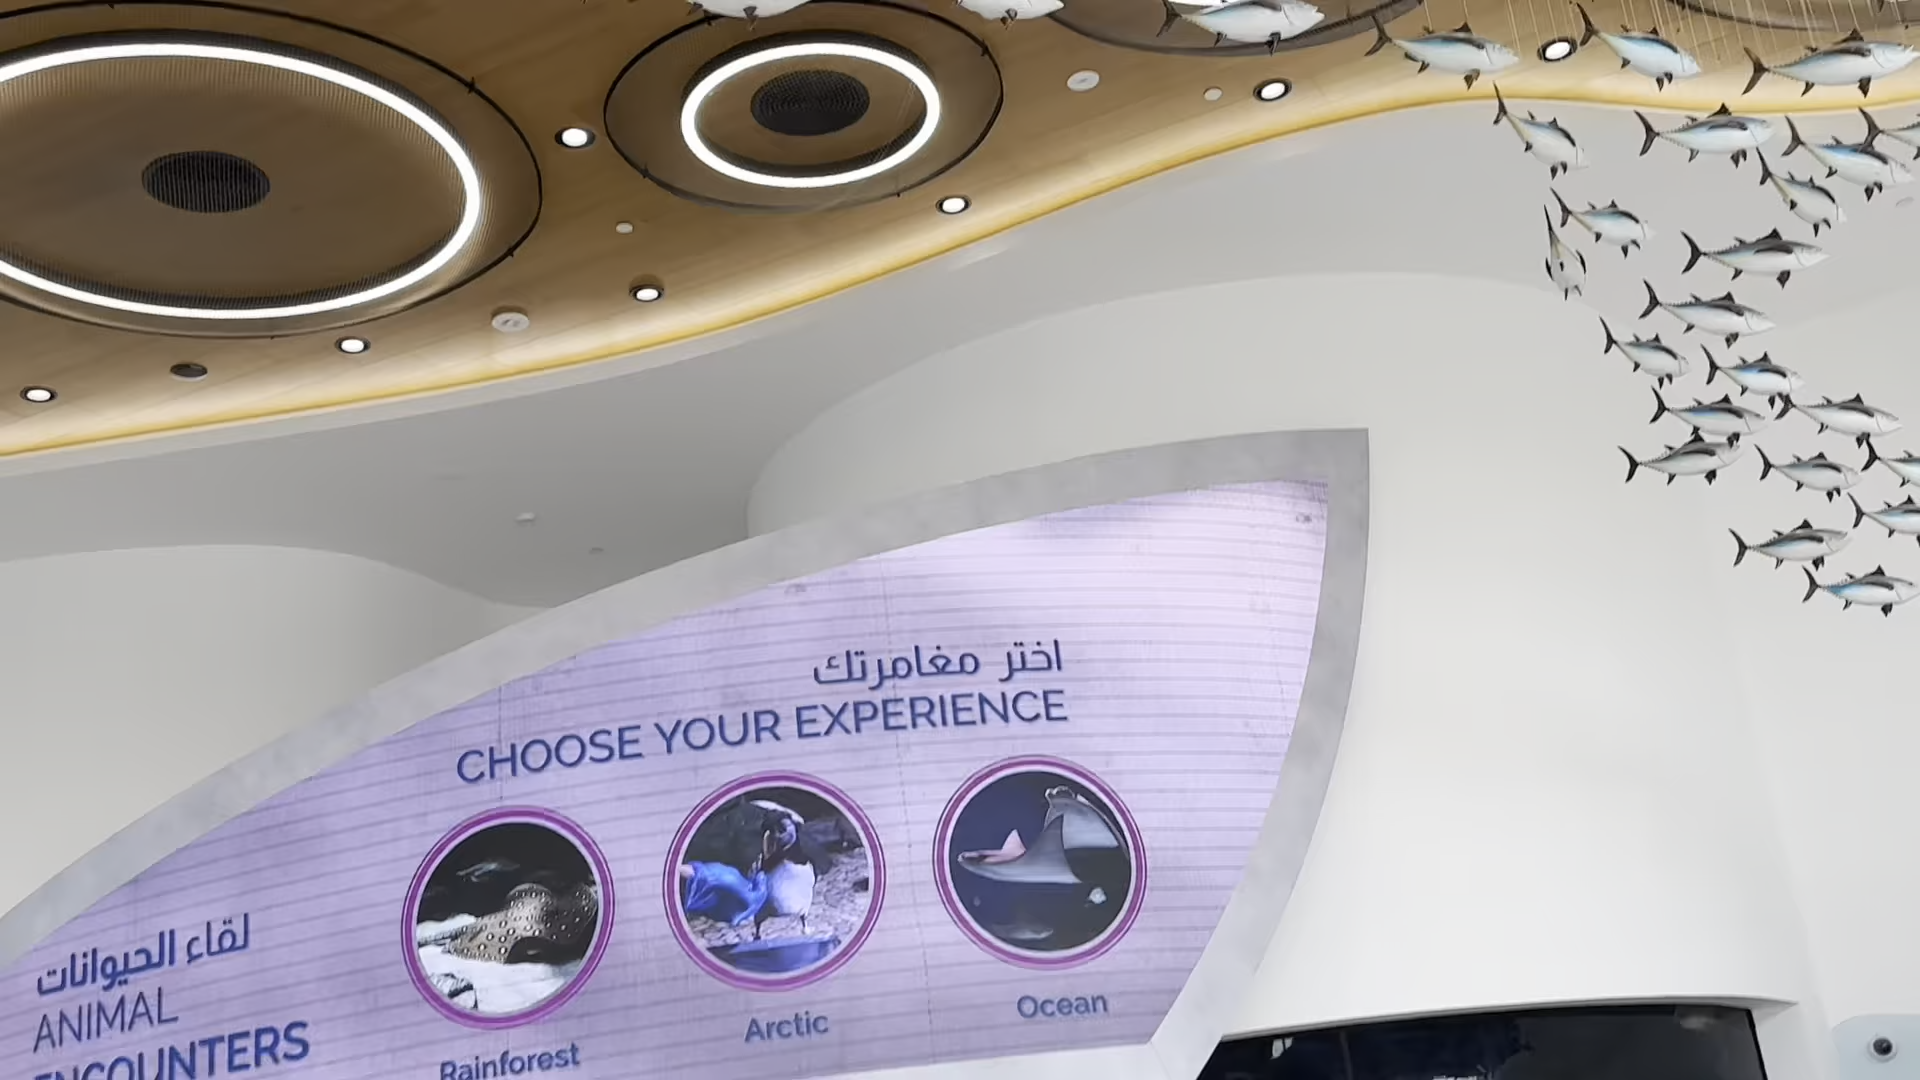 اختر مغامرتك
CHOOSE YOUR EXPERIENCE
لقاء الحيوانات
ANIMAL
ENCOUNTERS
Rainforest
Arctic
Ocean